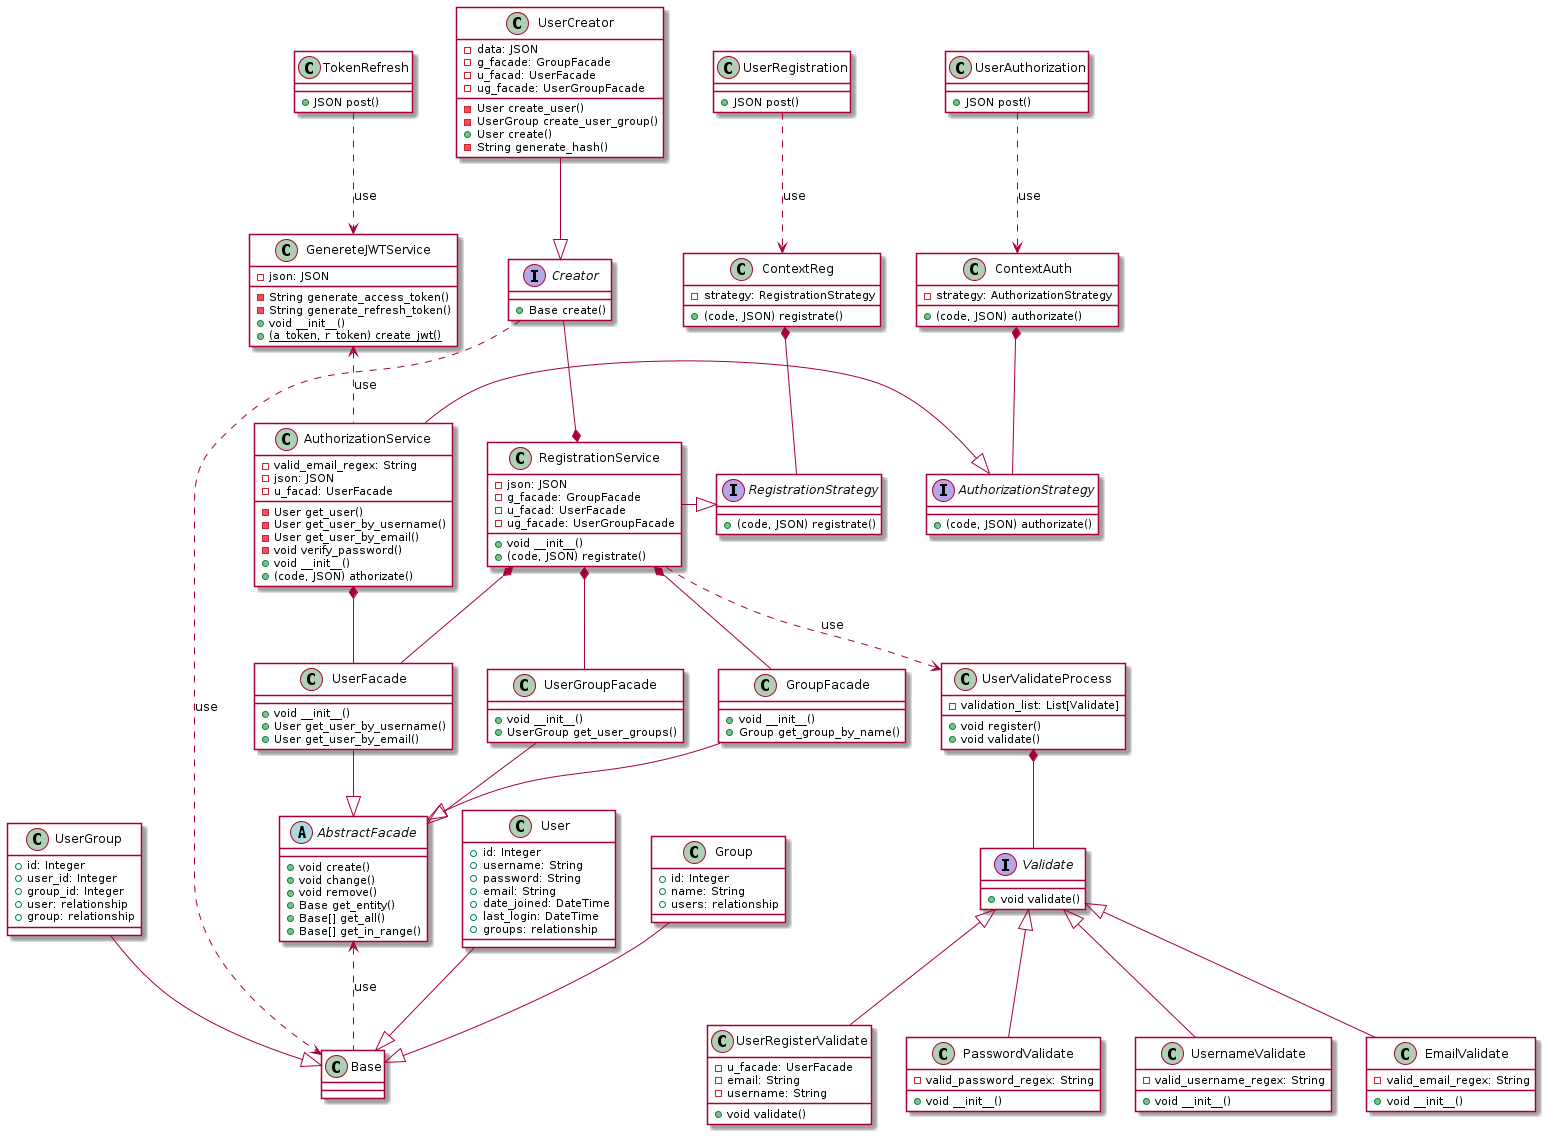 UserCreator
data: JSON
g_facade: GroupFacade
u_facad: UserFacade
ug_facade: UserGroupFacade
User create_user()
UserGroup create_user_group()
User create()
String generate_hash()
TokenRefresh
JSON post()
UserRegistration
JSON post()
UserAuthorization
JSON post()
use
use
use
GenereteJWTService
json: JSON
String generate_access_token()
String generate_refresh_token()
void __init__()
(a_token, r_token) create_jwt()
Creator
Base create()
ContextReg
strategy: RegistrationStrategy
(code, JSON) registrate()
ContextAuth
strategy: AuthorizationStrategy
(code, JSON) authorizate()
use
AuthorizationService
valid_email_regex: String
json: JSON
u_facad: UserFacade
User get_user()
User get_user_by_username()
User get_user_by_email()
void verify_password()
void __init__()
(code, JSON) athorizate()
RegistrationService
json: JSON
g_facade: GroupFacade
u_facad: UserFacade
ug_facade: UserGroupFacade
void __init__()
(code, JSON) registrate()
RegistrationStrategy
(code, JSON) registrate()
AuthorizationStrategy
(code, JSON) authorizate()
use
UserFacade
void __init__()
User get_user_by_username()
User get_user_by_email()
UserGroupFacade
void __init__()
UserGroup get_user_groups()
GroupFacade
void __init__()
Group get_group_by_name()
UserValidateProcess
validation_list: List[Validate]
void register()
void validate()
use
UserGroup
id: Integer
user_id: Integer
group_id: Integer
user: relationship
group: relationship
AbstractFacade
void create()
void change()
void remove()
Base get_entity()
Base[] get_all()
Base[] get_in_range()
User
id: Integer
username: String
password: String
email: String
date_joined: DateTime
last_login: DateTime
groups: relationship
Group
id: Integer
name: String
users: relationship
Validate
void validate()
use
Base
UserRegisterValidate
u_facade: UserFacade
email: String
username: String
void validate()
PasswordValidate
valid_password_regex: String
void __init__()
UsernameValidate
valid_username_regex: String
void __init__()
EmailValidate
valid_email_regex: String
void __init__()